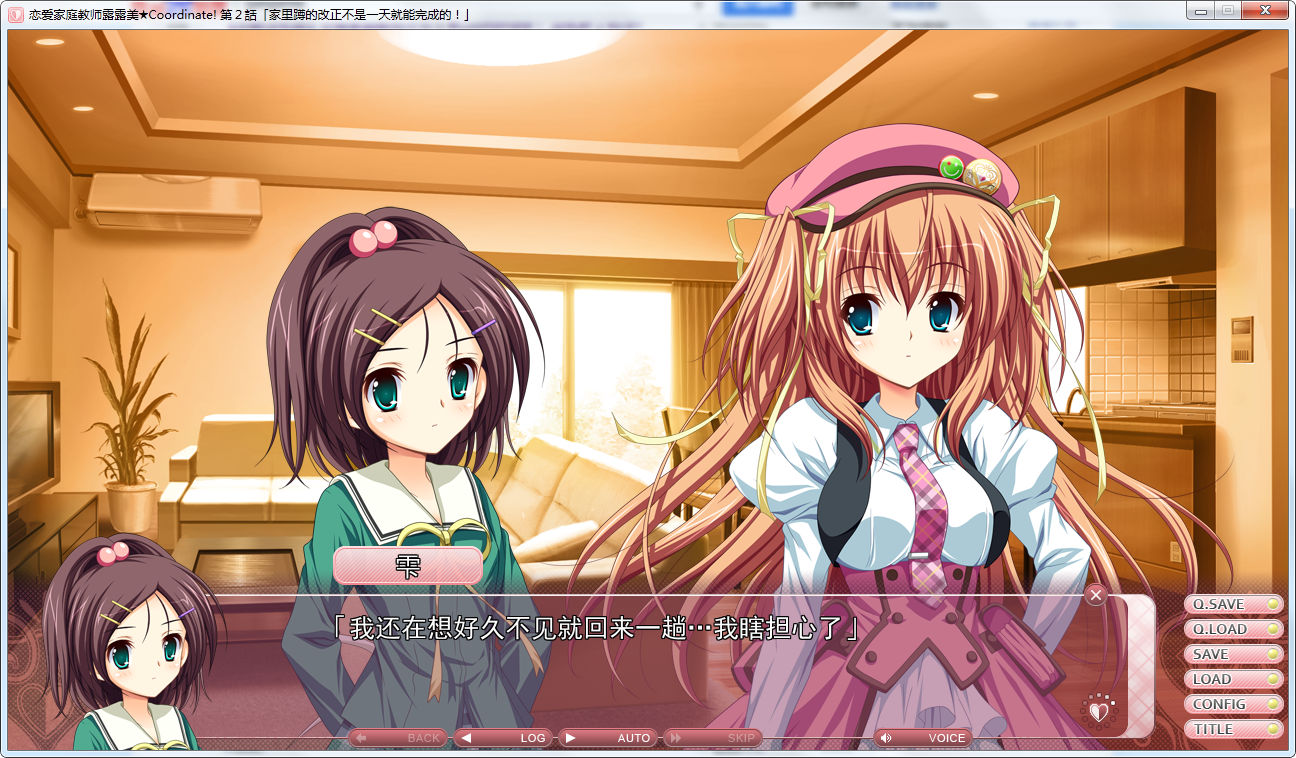 恋爱家庭教师露露美★Coordinate! 第２話「家里蹲的改正不是一天就能完成的！」
雫
「我还在想好久不见就回来一趟…我瞎担心了」
Q.SAVE
Q.LOAD
SAVE
LOAD
CONFIG
TITLE
BACK
LOG
AUTO
SKIP
VOICE